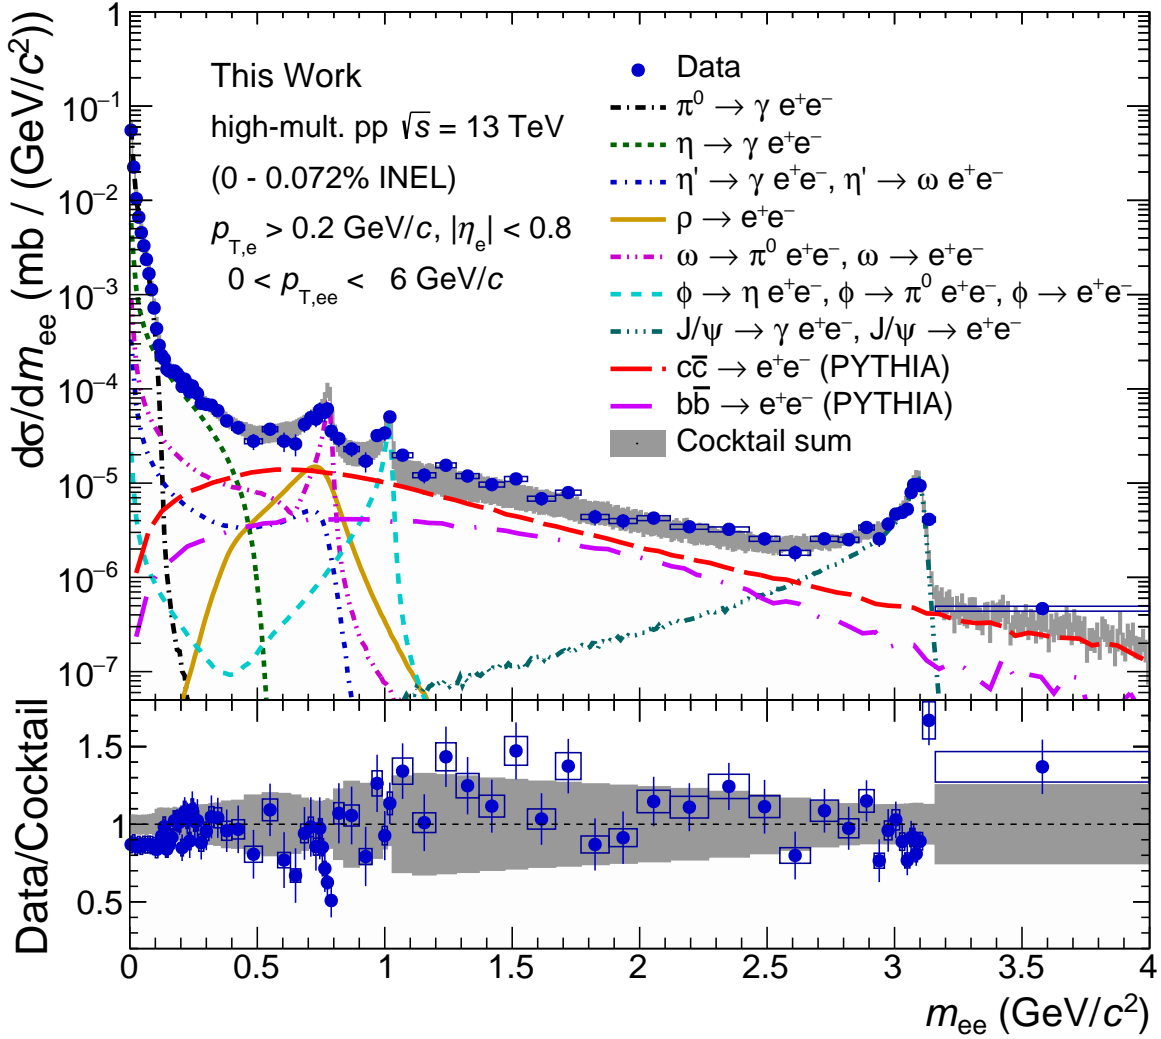 This Work
high-mult. pp √s = 13 TeV
(0 - 0.072% INEL)
p_T,e > 0.2 GeV/c, |η_e| < 0.8
0 < p_T,ee < 6 GeV/c
Data
π⁰ → γ e⁺e⁻
η → γ e⁺e⁻
η' → γ e⁺e⁻, η' → ω e⁺e⁻
ρ → e⁺e⁻
ω → π⁰ e⁺e⁻, ω → e⁺e⁻
ϕ → η e⁺e⁻, ϕ → π⁰ e⁺e⁻, ϕ → e⁺e⁻
J/ψ → γ e⁺e⁻, J/ψ → e⁺e⁻
cc̅ → e⁺e⁻ (PYTHIA)
bb̅ → e⁺e⁻ (PYTHIA)
Cocktail sum
dσ/dm_ee (mb / (GeV/c²))
1
10⁻¹
10⁻²
10⁻³
10⁻⁴
10⁻⁵
10⁻⁶
10⁻⁷
Data/Cocktail
1.5
1
0.5
0 0.5 1 1.5 2 2.5 3 3.5 4
m_ee (GeV/c²)